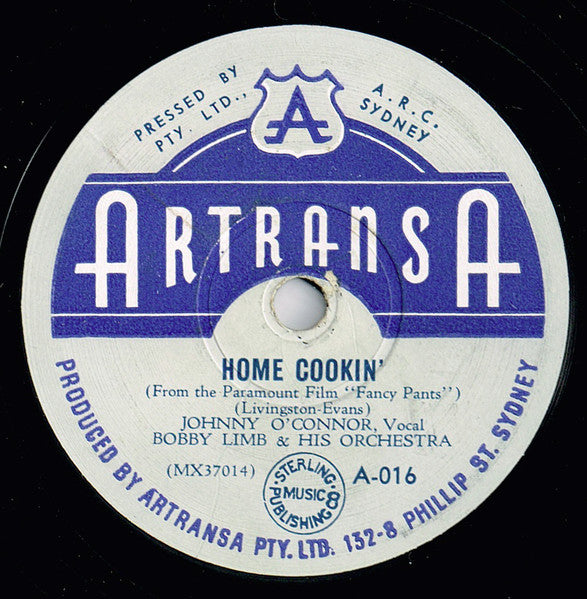 PRESSED BY A.R.C.
PTY. LTD., SYDNEY
A
ARTRANSA
HOME COOKIN'
(From the Paramount Film "Fancy Pants")
(Livingston-Evans)
JOHNNY O'CONNOR, Vocal
BOBBY LIMB & HIS ORCHESTRA
(MX37014)
STERLING MUSIC PUBLISHING Co
A-016
PRODUCED BY ARTRANSA PTY. LTD. 132-8 PHILLIP ST. SYDNEY